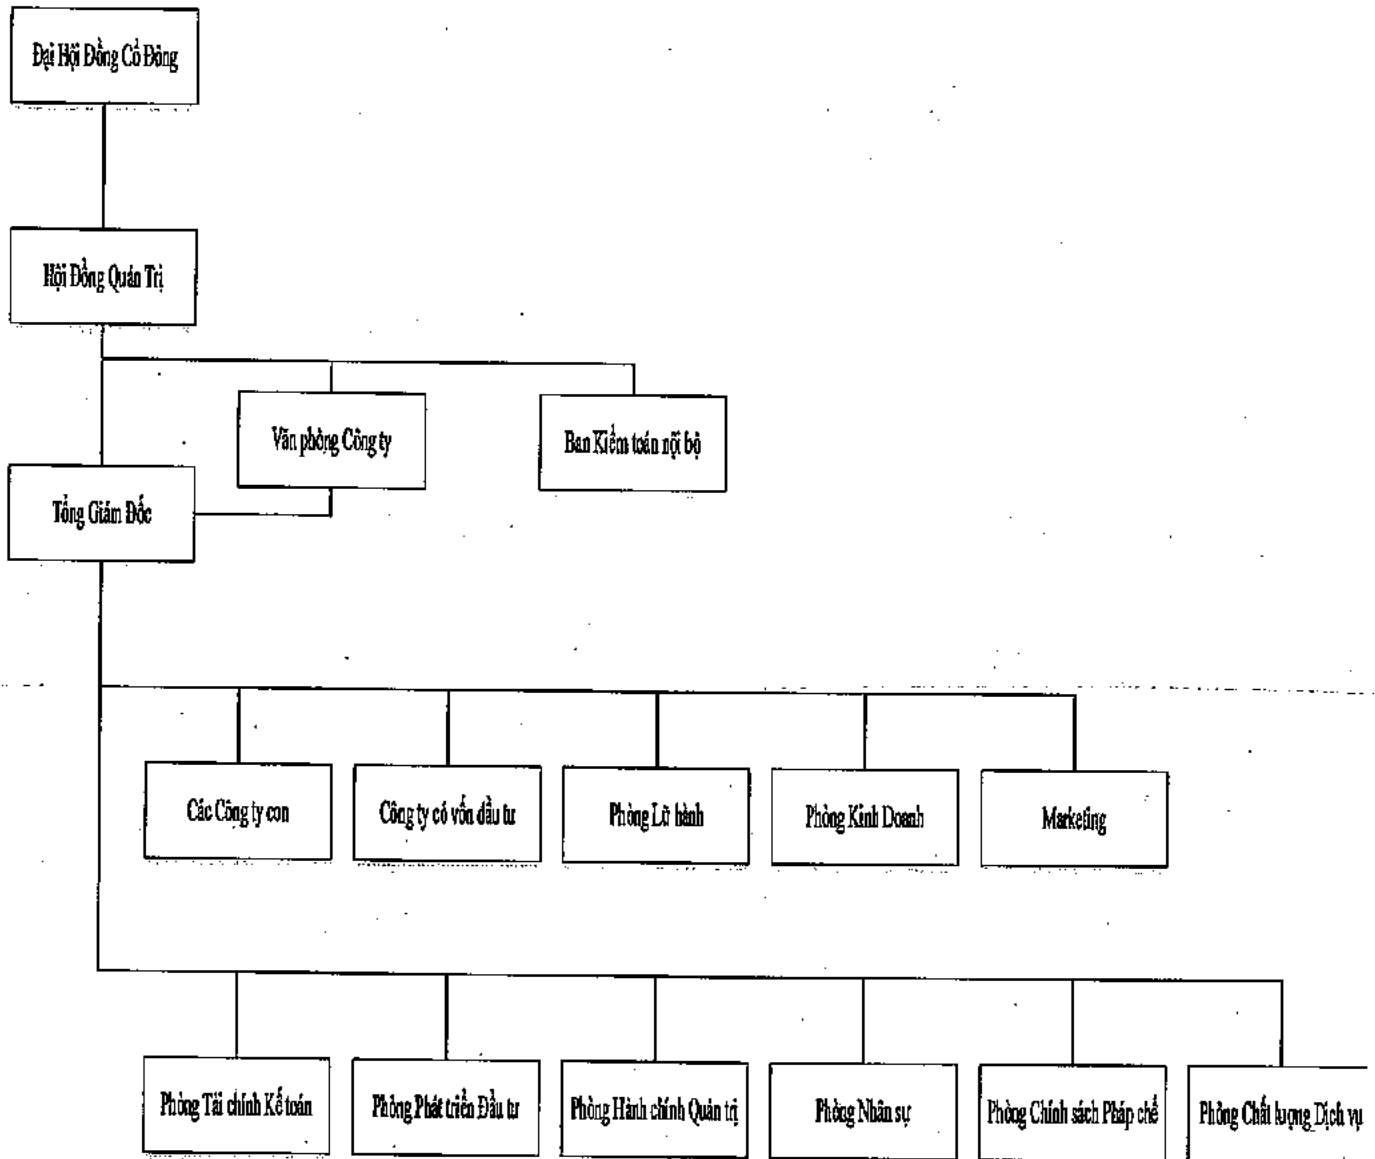 Đại Hội Đồng Cổ Đông
Hội Đồng Quản Trị
Văn phòng Công ty
Ban Kiểm toán nội bộ
Tổng Giám Đốc
Các Công ty con
Công ty có vốn đầu tư
Phòng Lữ hành
Phòng Kinh Doanh
Marketing
Phòng Tài chính Kế toán
Phòng Phát triển Đầu tư
Phòng Hành chính Quản trị
Phòng Nhân sự
Phòng Chính sách Pháp chế
Phòng Chất lượng Dịch vụ